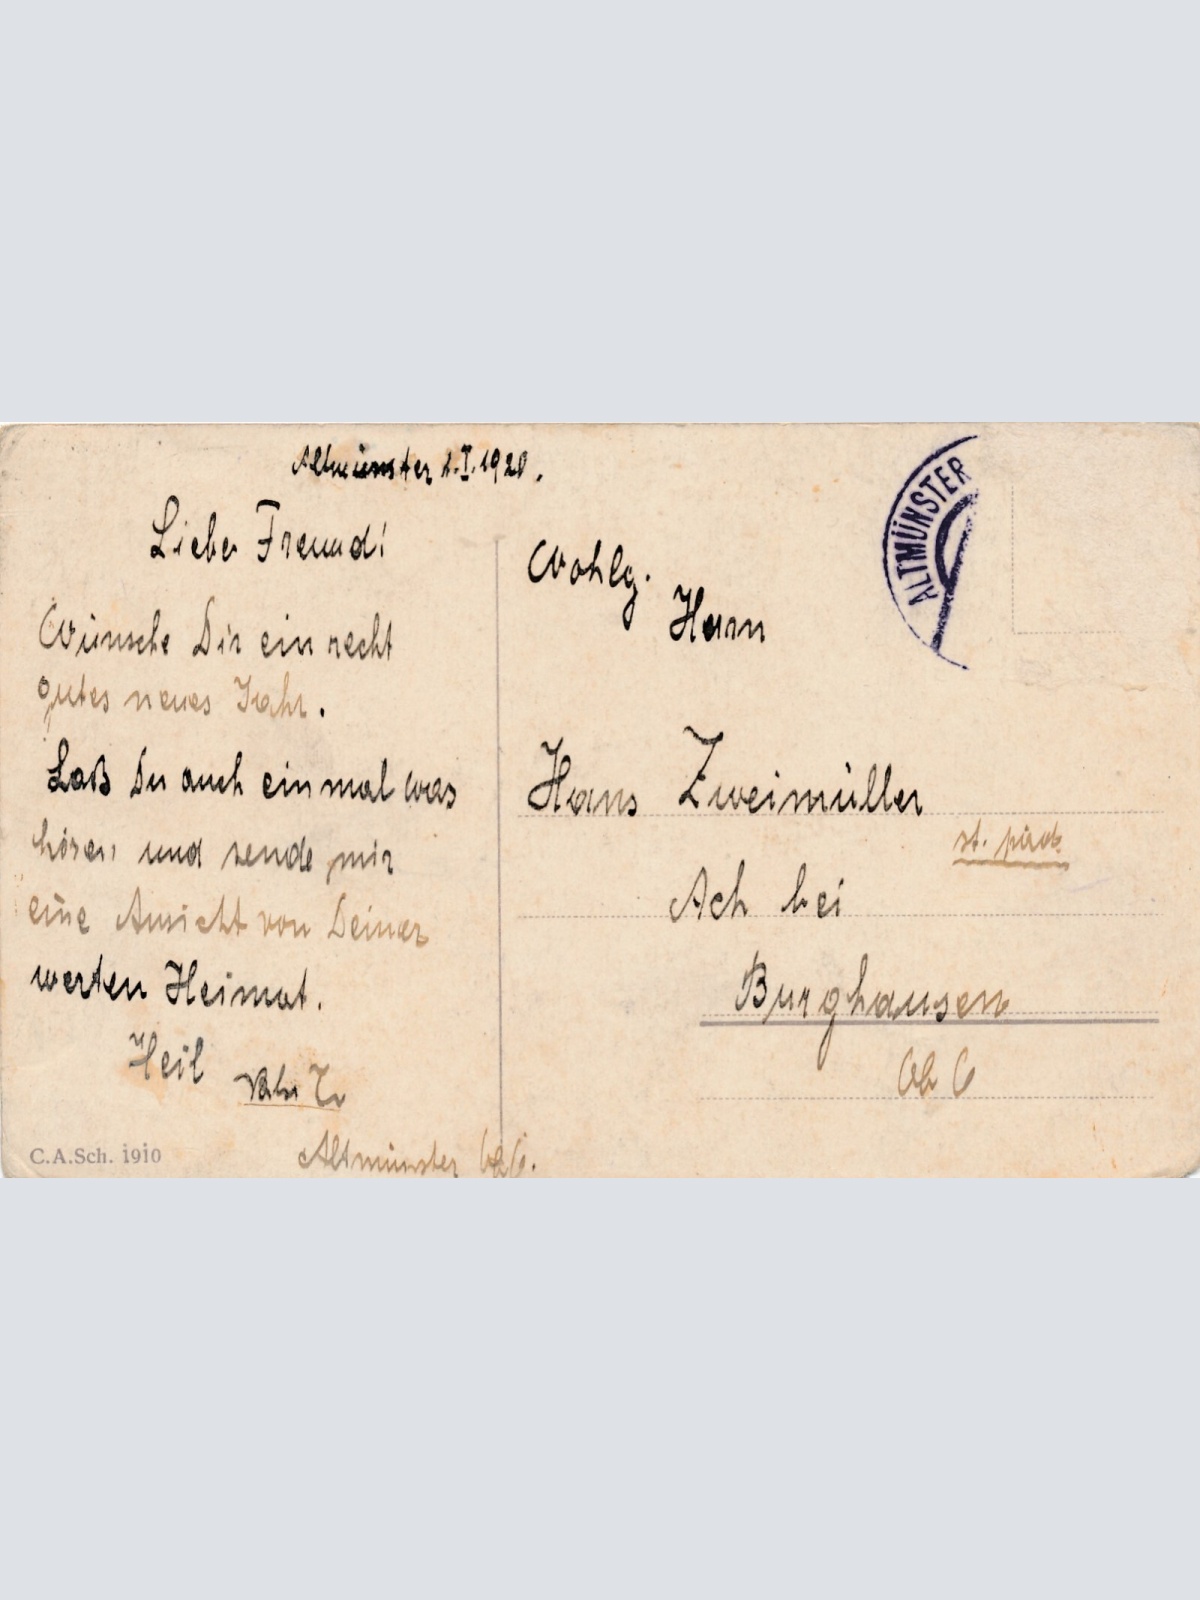 Altmünster 1.I.1920.
Lieber Freund!
Wünsche Dir ein recht
gutes neues Jahr.
Laß Du auch einmal was
hören und sende mir
eine Ansicht von Deiner
werten Heimat.
Heil
Altmünster
C.A.Sch. 1910
ALTMÜNSTER
Wohlg.
Herrn
Hans Zweimüller
Ach bei
Burghausen